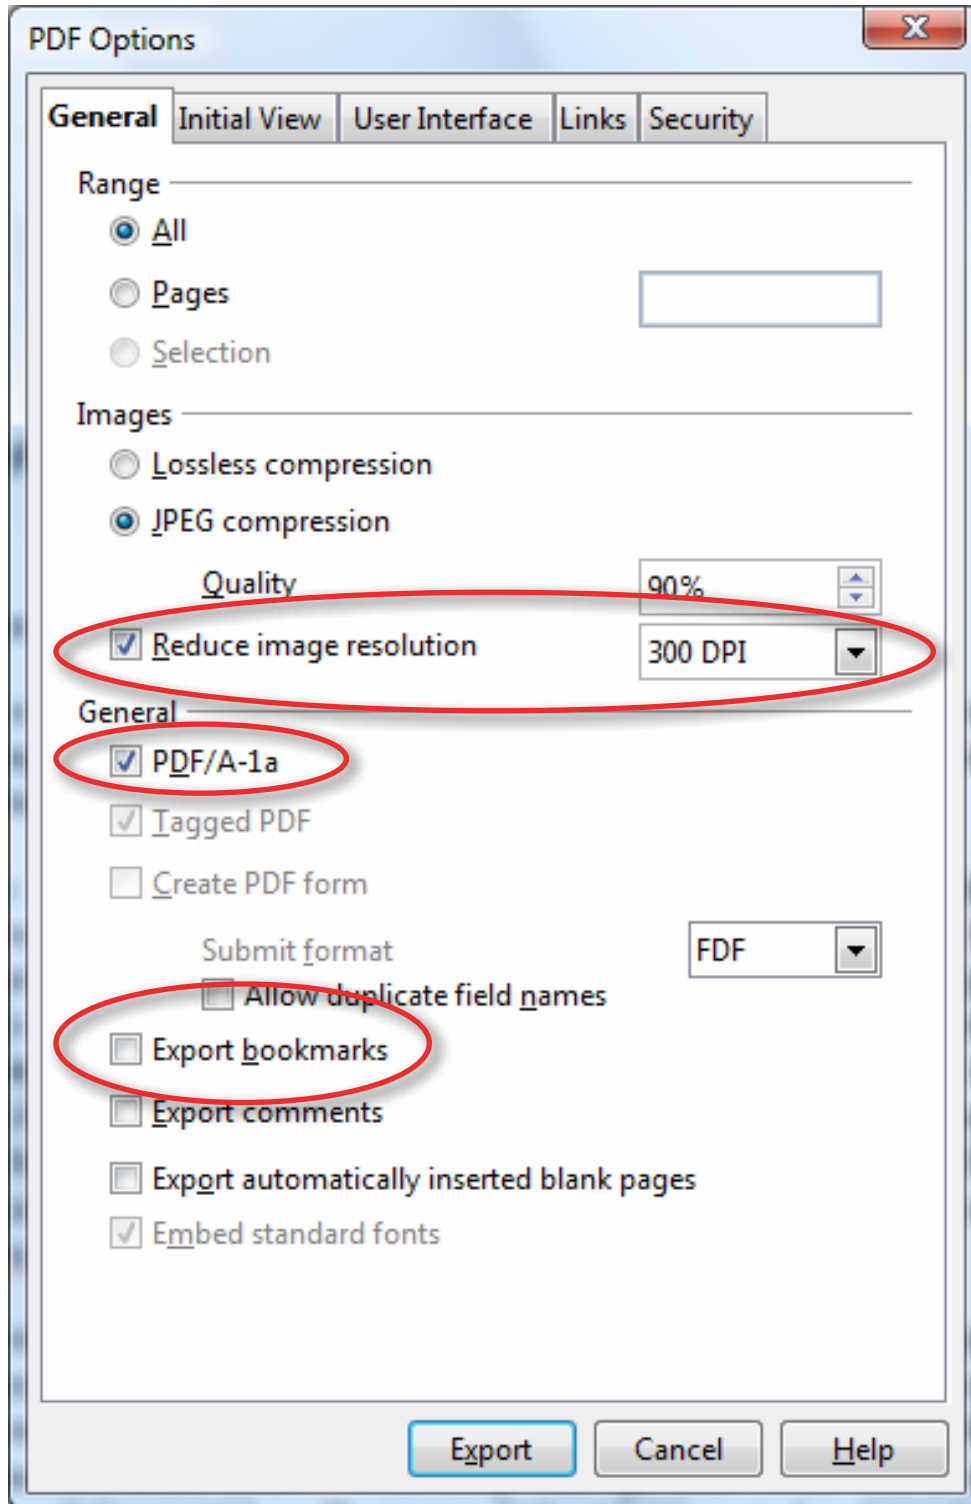 PDF Options
General Initial View User Interface Links Security
Range
All
Pages
Selection
Images
Lossless compression
JPEG compression
Quality 90%
Reduce image resolution 300 DPI
General
PDF/A-1a
Tagged PDF
Create PDF form
Submit format FDF
Allow duplicate field names
Export bookmarks
Export comments
Export automatically inserted blank pages
Embed standard fonts
Export Cancel Help